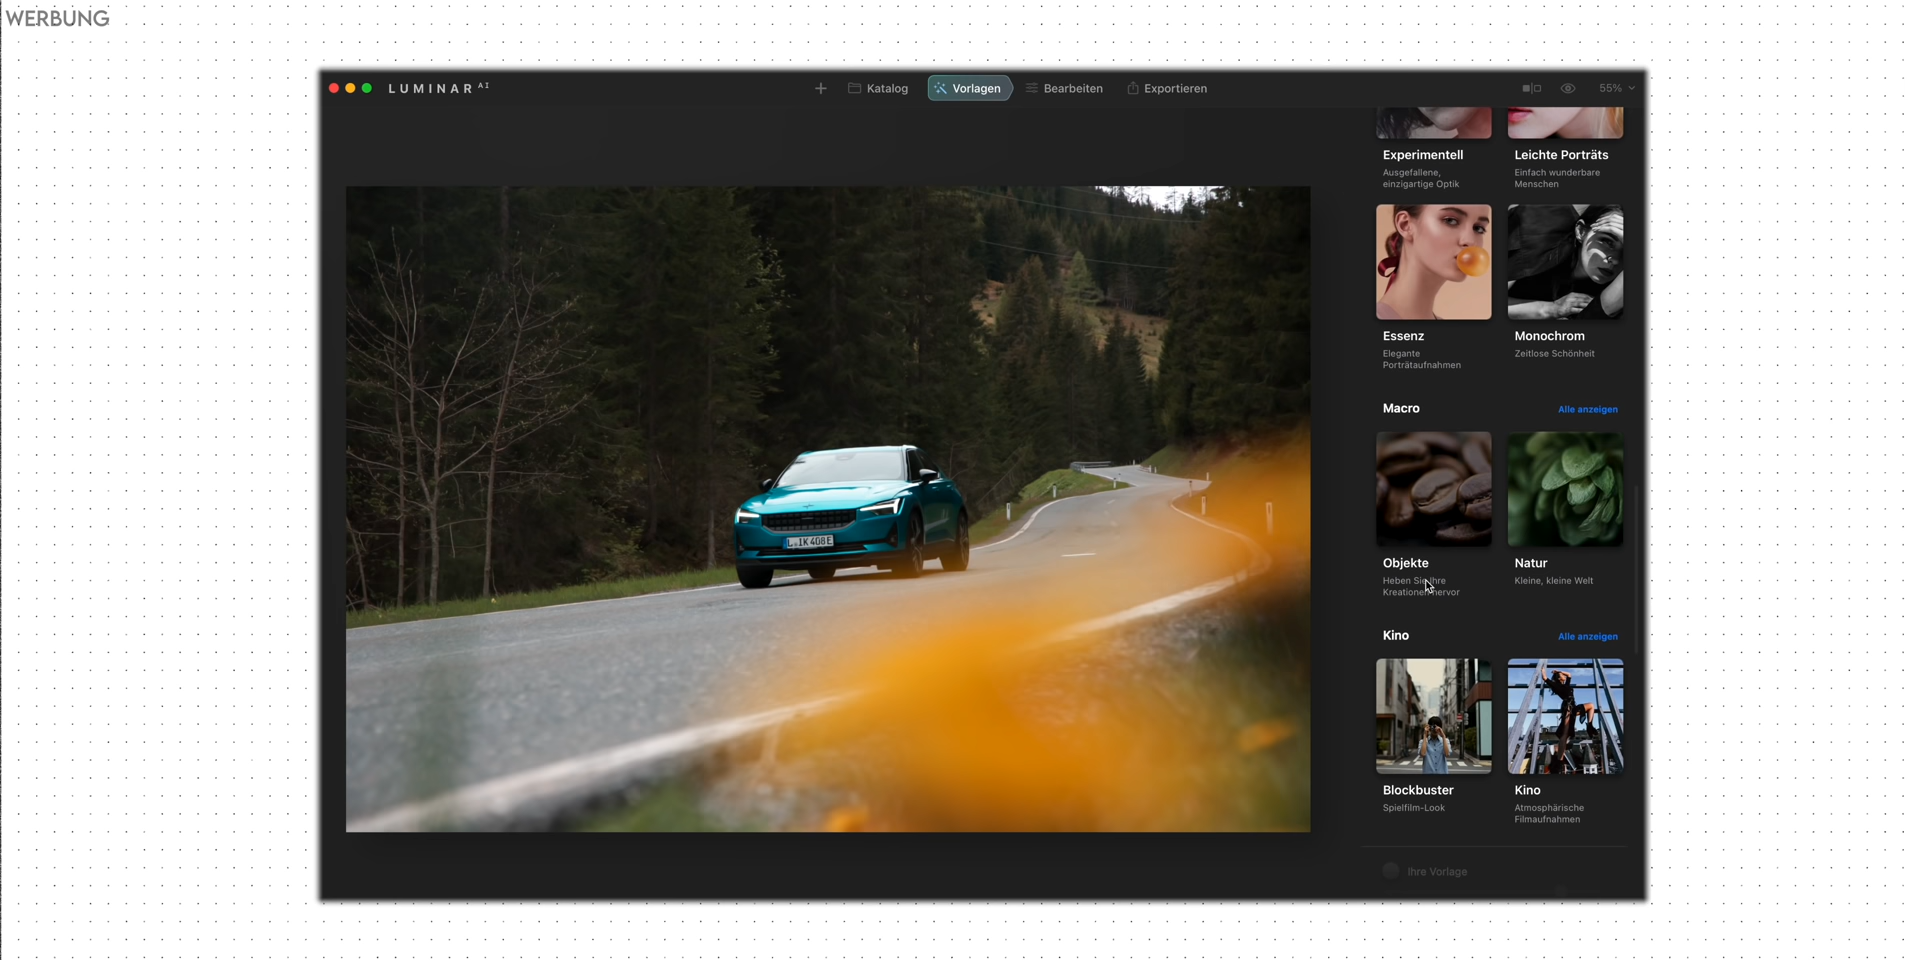 WERBUNG
LUMINAR AI
Katalog
Vorlagen
Bearbeiten
Exportieren
55%
Experimentell
Ausgefallene,
einzigartige Optik
Leichte Porträts
Einfach wunderbare
Menschen
Essenz
Elegante
Porträtaufnahmen
Monochrom
Zeitlose Schönheit
Macro
Alle anzeigen
Objekte
Heben Sie Ihre
Kreationen hervor
Natur
Kleine, kleine Welt
Kino
Alle anzeigen
Blockbuster
Spielfilm-Look
Kino
Atmosphärische
Filmaufnahmen
Ihre Vorlage